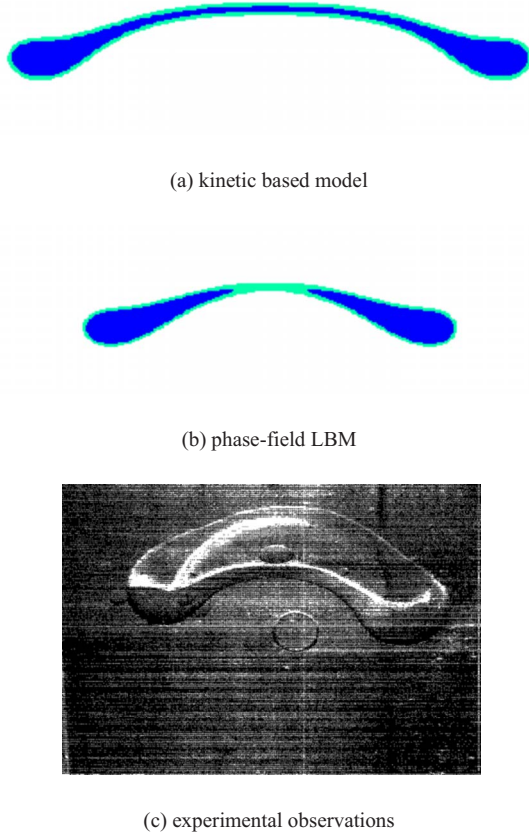 (a) kinetic based model
(b) phase-field LBM
(c) experimental observations